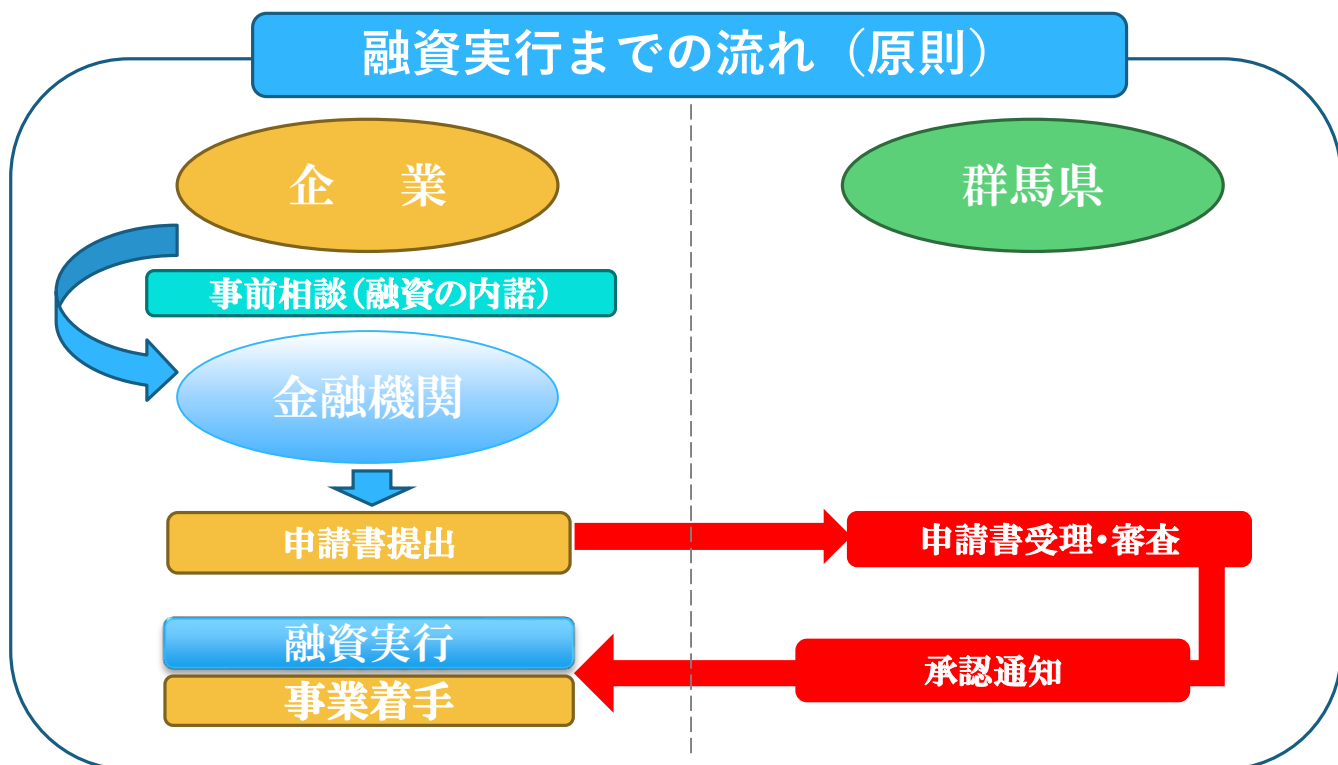 融資実行までの流れ（原則）
企　業
群馬県
事前相談（融資の内諾）
金融機関
申請書提出
申請書受理・審査
融資実行
承認通知
事業着手